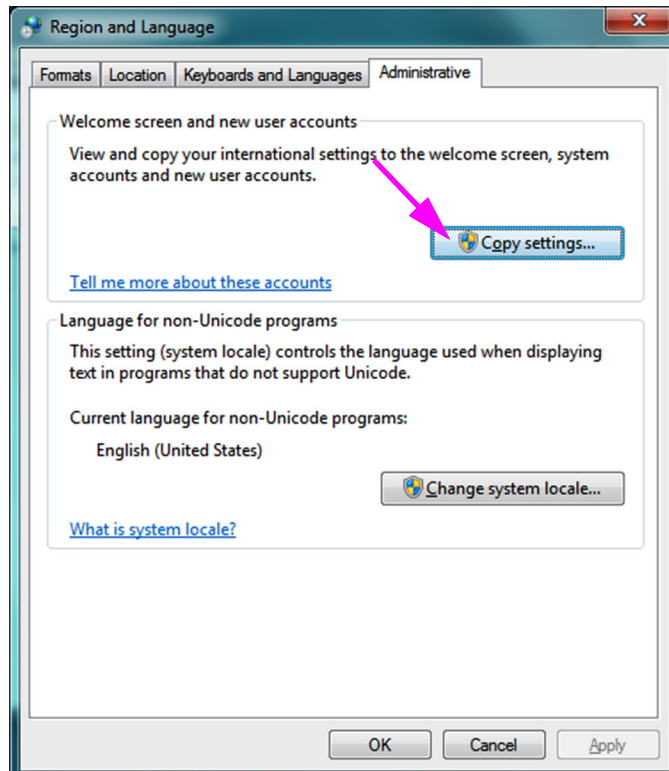 Region and Language
Formats Location Keyboards and Languages Administrative
Welcome screen and new user accounts
View and copy your international settings to the welcome screen, system
accounts and new user accounts.
Copy settings...
Tell me more about these accounts
Language for non-Unicode programs
This setting (system locale) controls the language used when displaying
text in programs that do not support Unicode.
Current language for non-Unicode programs:
English (United States)
Change system locale...
What is system locale?
OK Cancel Apply